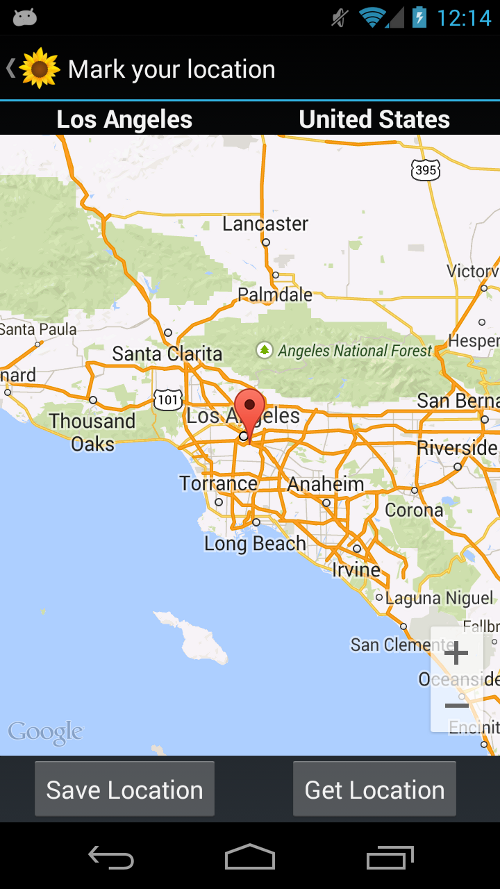 12:14
Mark your location
Los Angeles United States
395
Lancaster
Victorv
Palmdale
Santa Paula
Hesper
Santa Clarita
Angeles National Forest
nard
101
San Berna
Los Angeles
Thousand
Oaks
Riverside
Torrance
Anaheim
Corona
Long Beach
Irvine
Laguna Niguel
Fallbr
San Clemente
Oceanside
Encinit
Google
Save Location Get Location